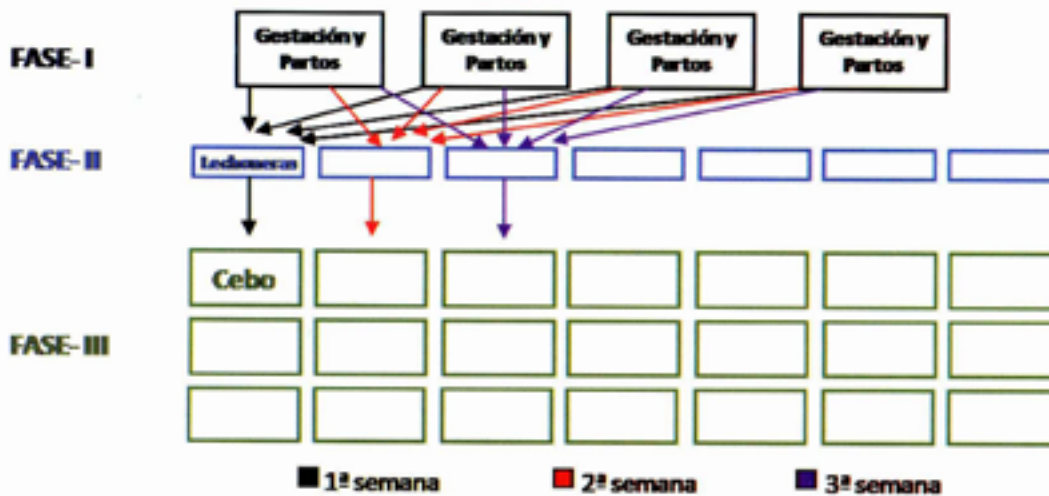 FASE- I
Gestación y
Partos
Gestación y
Partos
Gestación y
Partos
Gestación y
Partos
FASE- II
Lechoneras
Cebo
FASE- III
1ª semana
2ª semana
3ª semana